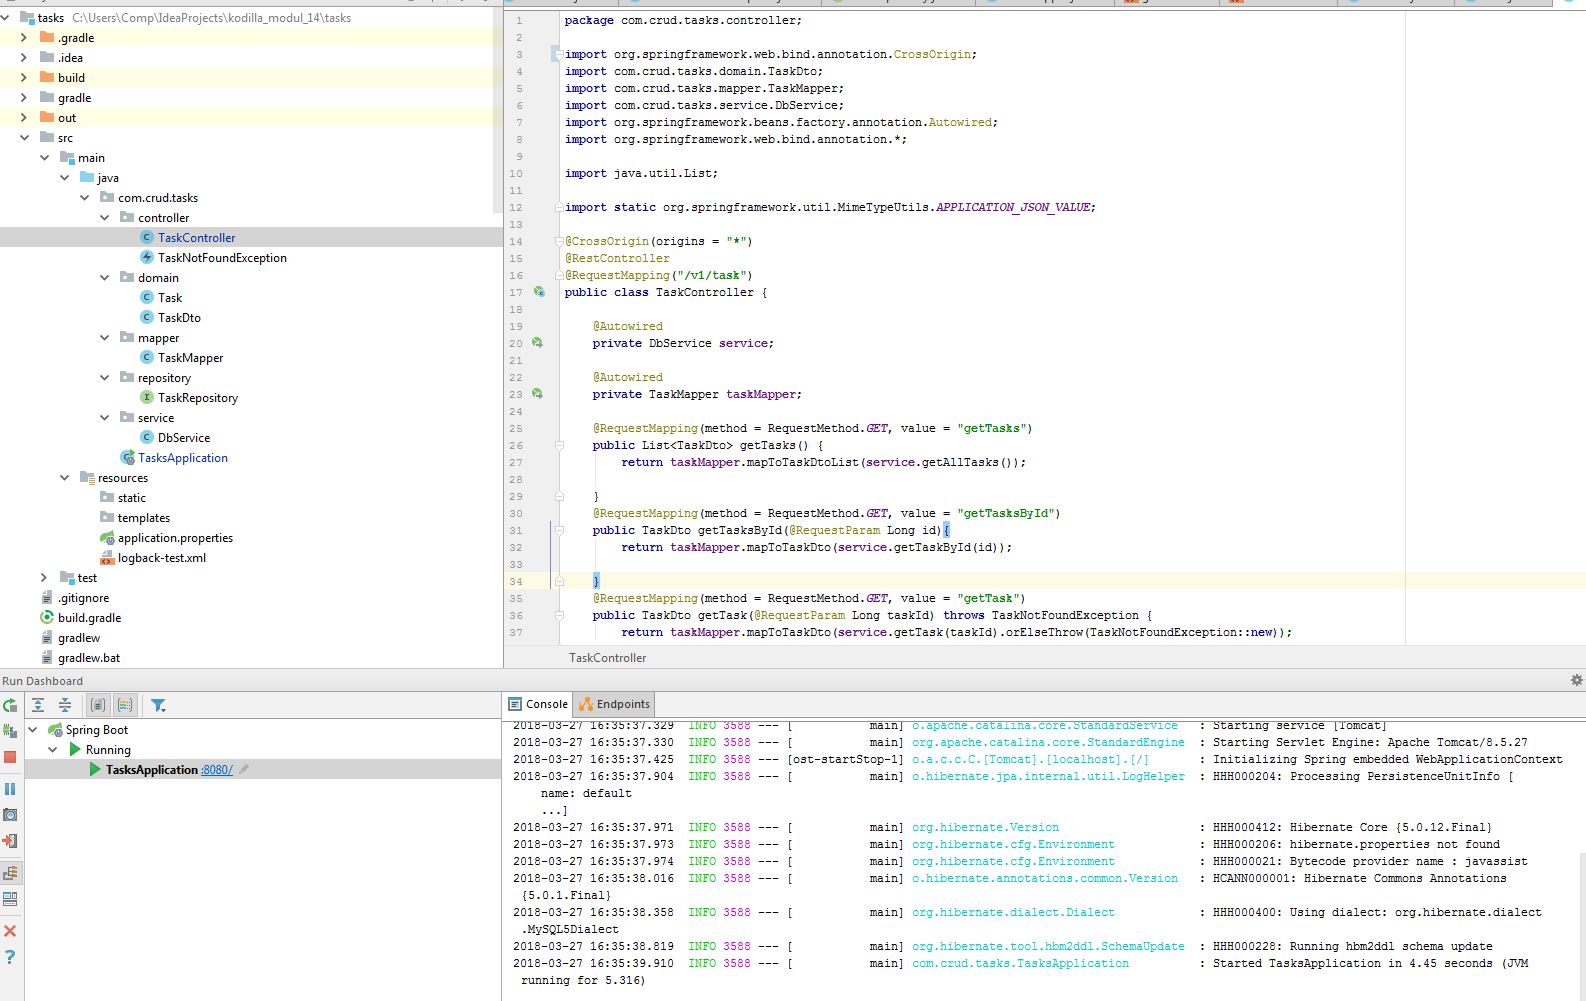 tasks C:\Users\Comp\IdeaProjects\kodilla_modul_14\tasks
.gradle
.idea
build
gradle
out
src
main
java
com.crud.tasks
controller
TaskController
TaskNotFoundException
domain
Task
TaskDto
mapper
TaskMapper
repository
TaskRepository
service
DbService
TasksApplication
resources
static
templates
application.properties
logback-test.xml
test
.gitignore
build.gradle
gradlew
gradlew.bat
1 package com.crud.tasks.controller;
2
3 import org.springframework.web.bind.annotation.CrossOrigin;
4 import com.crud.tasks.domain.TaskDto;
5 import com.crud.tasks.mapper.TaskMapper;
6 import com.crud.tasks.service.DbService;
7 import org.springframework.beans.factory.annotation.Autowired;
8 import org.springframework.web.bind.annotation.*;
9
10 import java.util.List;
11
12 import static org.springframework.util.MimeTypeUtils.APPLICATION_JSON_VALUE;
13
14 @CrossOrigin(origins = "*")
15 @RestController
16 @RequestMapping("/v1/task")
17 public class TaskController {
18
19 @Autowired
20 private DbService service;
21
22 @Autowired
23 private TaskMapper taskMapper;
24
25 @RequestMapping(method = RequestMethod.GET, value = "getTasks")
26 public List<TaskDto> getTasks() {
27 return taskMapper.mapToTaskDtoList(service.getAllTasks());
28
29 }
30 @RequestMapping(method = RequestMethod.GET, value = "getTasksById")
31 public TaskDto getTasksById(@RequestParam Long id){
32 return taskMapper.mapToTaskDto(service.getTaskById(id));
33
34 }
35 @RequestMapping(method = RequestMethod.GET, value = "getTask")
36 public TaskDto getTask(@RequestParam Long taskId) throws TaskNotFoundException {
37 return taskMapper.mapToTaskDto(service.getTask(taskId).orElseThrow(TaskNotFoundException::new));
TaskController
Run Dashboard
Spring Boot
Running
TasksApplication :8080/
Console Endpoints
2018-03-27 16:35:37.329 INFO 3588 --- [ main] o.apache.catalina.core.StandardService : Starting service [Tomcat]
2018-03-27 16:35:37.330 INFO 3588 --- [ main] org.apache.catalina.core.StandardEngine : Starting Servlet Engine: Apache Tomcat/8.5.27
2018-03-27 16:35:37.425 INFO 3588 --- [ost-startStop-1] o.a.c.c.C.[Tomcat].[localhost].[/] : Initializing Spring embedded WebApplicationContext
2018-03-27 16:35:37.904 INFO 3588 --- [ main] o.hibernate.jpa.internal.util.LogHelper : HHH000204: Processing PersistenceUnitInfo [
name: default
...]
2018-03-27 16:35:37.971 INFO 3588 --- [ main] org.hibernate.Version : HHH000412: Hibernate Core {5.0.12.Final}
2018-03-27 16:35:37.973 INFO 3588 --- [ main] org.hibernate.cfg.Environment : HHH000206: hibernate.properties not found
2018-03-27 16:35:37.974 INFO 3588 --- [ main] org.hibernate.cfg.Environment : HHH000021: Bytecode provider name : javassist
2018-03-27 16:35:38.016 INFO 3588 --- [ main] o.hibernate.annotations.common.Version : HCANN000001: Hibernate Commons Annotations
{5.0.1.Final}
2018-03-27 16:35:38.358 INFO 3588 --- [ main] org.hibernate.dialect.Dialect : HHH000400: Using dialect: org.hibernate.dialect
.MySQL5Dialect
2018-03-27 16:35:38.819 INFO 3588 --- [ main] org.hibernate.tool.hbm2ddl.SchemaUpdate : HHH000228: Running hbm2ddl schema update
2018-03-27 16:35:39.910 INFO 3588 --- [ main] com.crud.tasks.TasksApplication : Started TasksApplication in 4.45 seconds (JVM
running for 5.316)